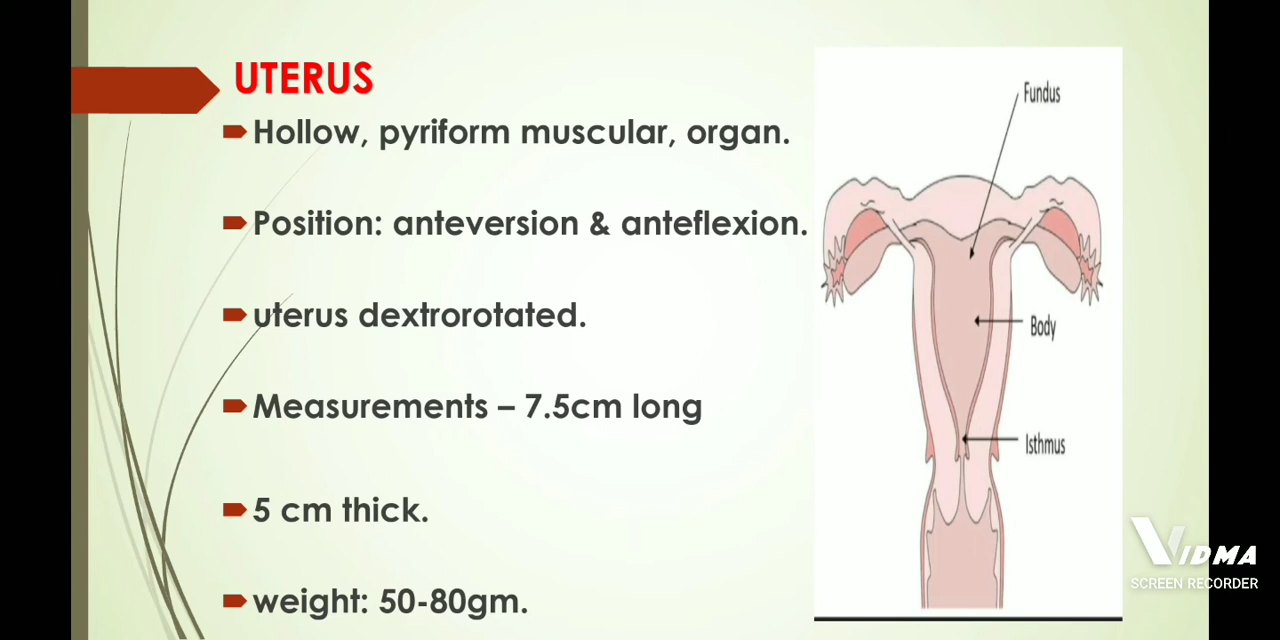 UTERUS
Hollow, pyriform muscular, organ.
Position: anteversion & anteflexion.
uterus dextrorotated.
Measurements – 7.5cm long
5 cm thick.
weight: 50-80gm.
Fundus
Body
Isthmus
VIDMA
SCREEN RECORDER